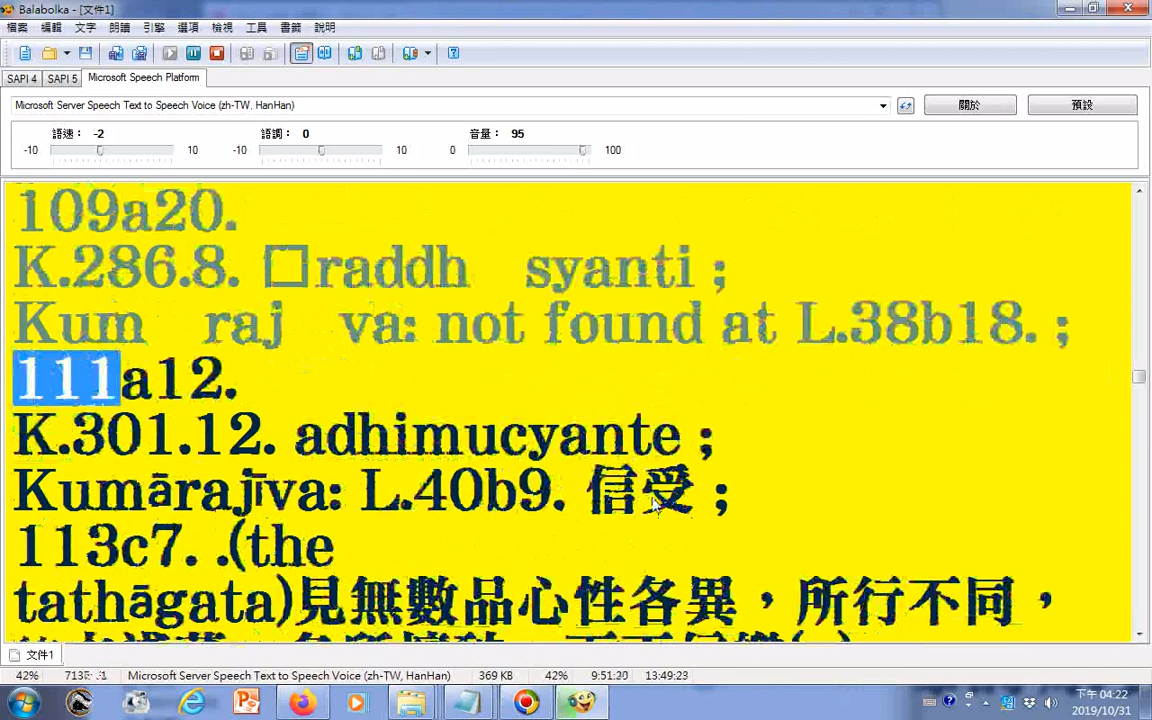 Balabolka - [文件1]
檔案 編輯 文字 朗讀 引擎 選項 檢視 工具 書籤 說明
SAPI 4 SAPI 5 Microsoft Speech Platform
Microsoft Server Speech Text to Speech Voice (zh-TW, HanHan) 關於 預設
語速： -2 語調： 0 音量： 95
-10 10 -10 10 0 100
109a20.
K.286.8. □raddh syanti ;
Kum raj va: not found at L.38b18. ;
111a12.
K.301.12. adhimucyante ;
Kumārajīva: L.40b9. 信受 ;
113c7. .(the
tathāgata)見無數品心性各異，所行不同，
文件1
42% Microsoft Server Speech Text to Speech Voice (zh-TW, HanHan) 369 KB 42% 9:51:20 13:49:23
下午 04:22
2019/10/31